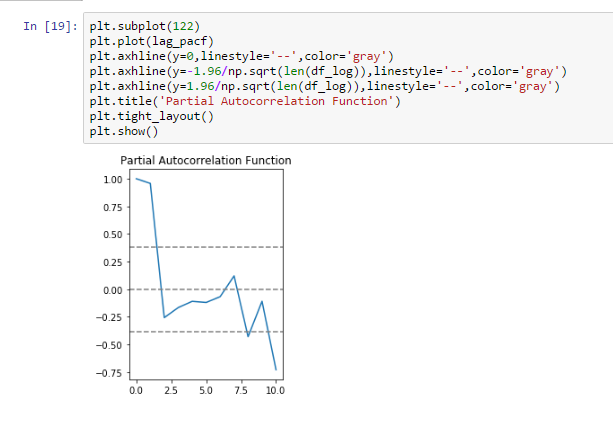 In [19]: plt.subplot(122)
plt.plot(lag_pacf)
plt.axhline(y=0,linestyle='--',color='gray')
plt.axhline(y=-1.96/np.sqrt(len(df_log)),linestyle='--',color='gray')
plt.axhline(y=1.96/np.sqrt(len(df_log)),linestyle='--',color='gray')
plt.title('Partial Autocorrelation Function')
plt.tight_layout()
plt.show()
Partial Autocorrelation Function
1.00
0.75
0.50
0.25
0.00
−0.25
−0.50
−0.75
0.0 2.5 5.0 7.5 10.0